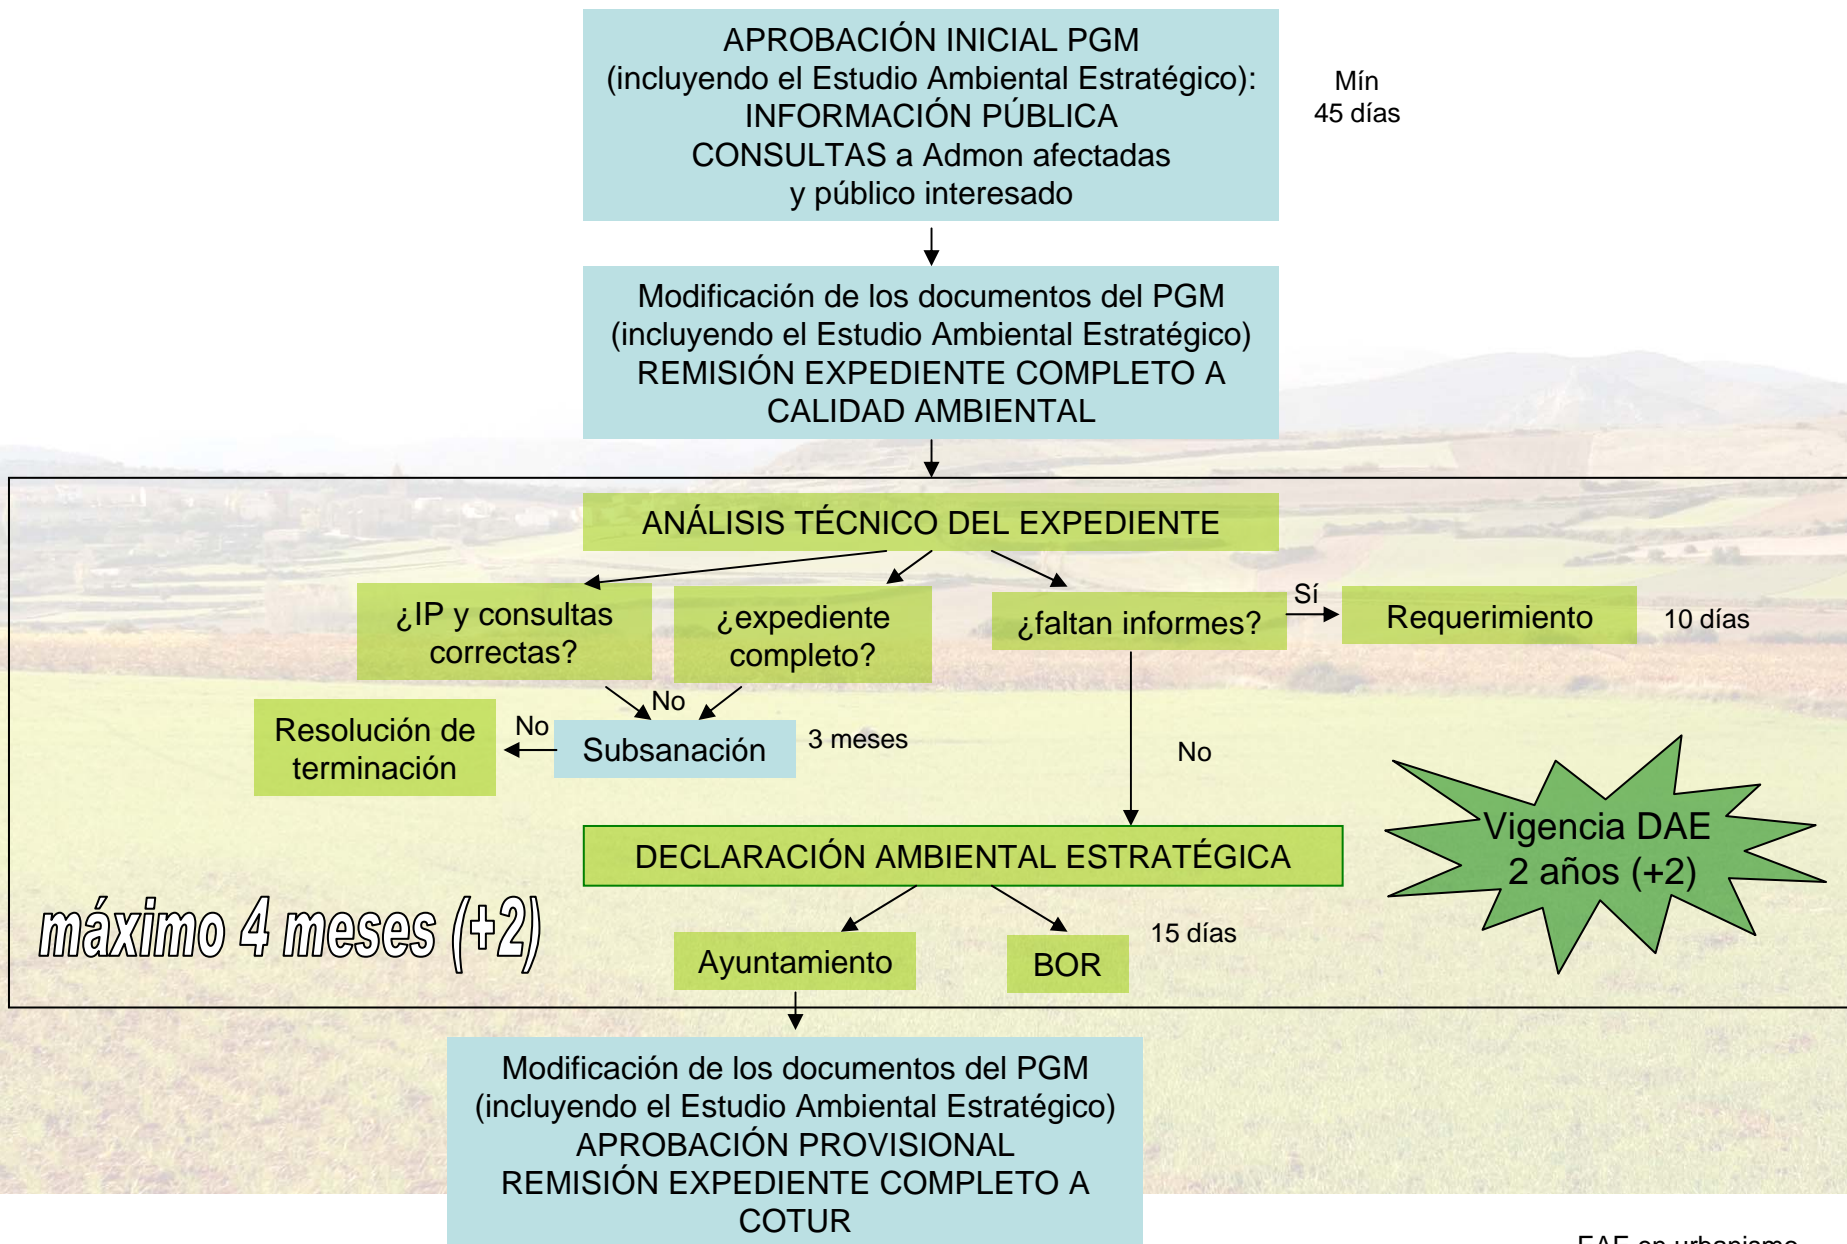 APROBACIÓN INICIAL PGM
(incluyendo el Estudio Ambiental Estratégico):
INFORMACIÓN PÚBLICA
CONSULTAS a Admon afectadas
y público interesado
Mín
45 días
Modificación de los documentos del PGM
(incluyendo el Estudio Ambiental Estratégico)
REMISIÓN EXPEDIENTE COMPLETO A
CALIDAD AMBIENTAL
ANÁLISIS TÉCNICO DEL EXPEDIENTE
¿IP y consultas
correctas?
¿expediente
completo?
¿faltan informes?
Sí
Requerimiento
10 días
No
Resolución de
terminación
No
Subsanación
3 meses
No
Vigencia DAE
2 años (+2)
DECLARACIÓN AMBIENTAL ESTRATÉGICA
máximo 4 meses (+2)
Ayuntamiento
BOR
15 días
Modificación de los documentos del PGM
(incluyendo el Estudio Ambiental Estratégico)
APROBACIÓN PROVISIONAL
REMISIÓN EXPEDIENTE COMPLETO A
COTUR
EAE en urbanismo